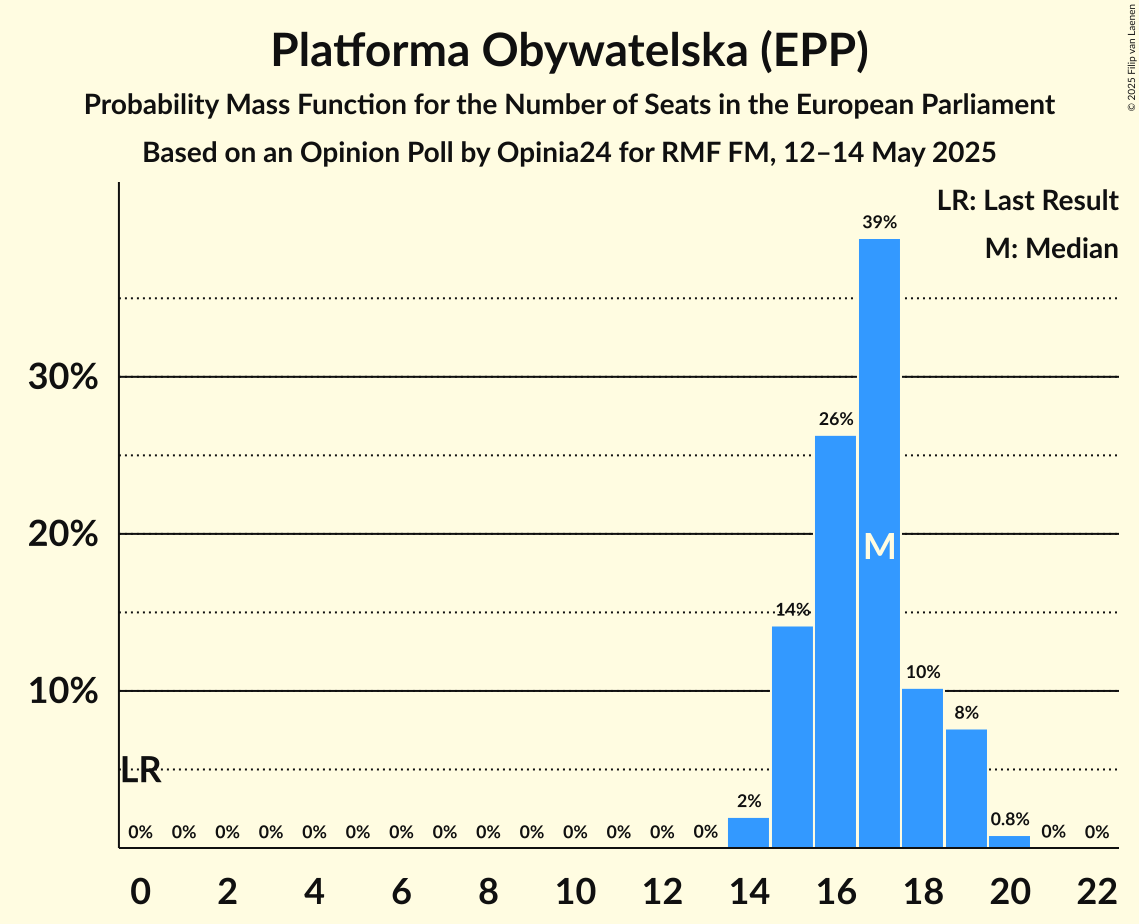 Platforma Obywatelska (EPP)
Probability Mass Function for the Number of Seats in the European Parliament
Based on an Opinion Poll by Opinia24 for RMF FM, 12–14 May 2025
© 2025 Filip van Laenen
LR: Last Result
M: Median
39%
30%
26%
20%
M
14%
10%
10%
8%
LR
2%
0.8%
0% 0% 0% 0% 0% 0% 0% 0% 0% 0% 0% 0% 0% 0% 0% 0%
0 2 4 6 8 10 12 14 16 18 20 22